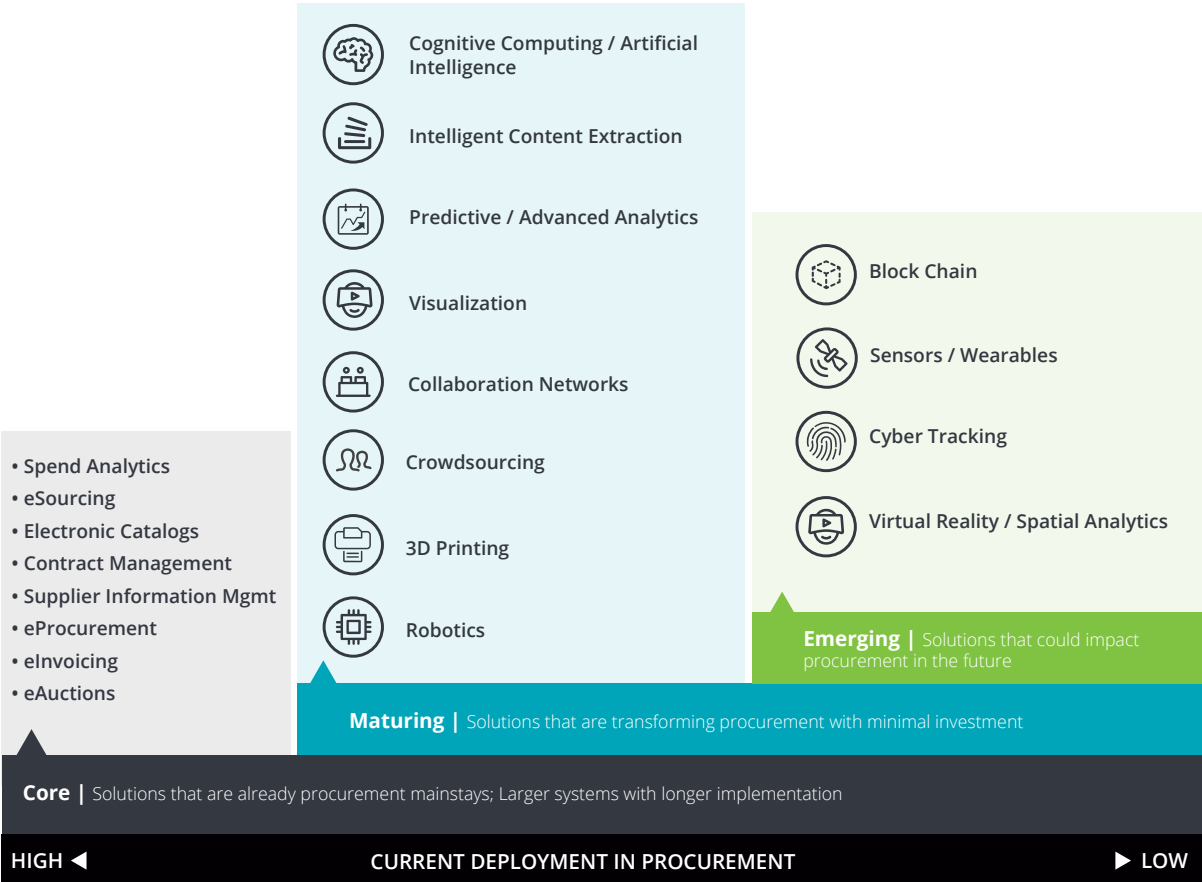 Cognitive Computing / Artificial
Intelligence
Intelligent Content Extraction
Predictive / Advanced Analytics
Visualization
Collaboration Networks
Crowdsourcing
3D Printing
Robotics
Block Chain
Sensors / Wearables
Cyber Tracking
Virtual Reality / Spatial Analytics
• Spend Analytics
• eSourcing
• Electronic Catalogs
• Contract Management
• Supplier Information Mgmt
• eProcurement
• eInvoicing
• eAuctions
Emerging | Solutions that could impact
procurement in the future
Maturing | Solutions that are transforming procurement with minimal investment
Core | Solutions that are already procurement mainstays; Larger systems with longer implementation
HIGH ◀ CURRENT DEPLOYMENT IN PROCUREMENT ▶ LOW